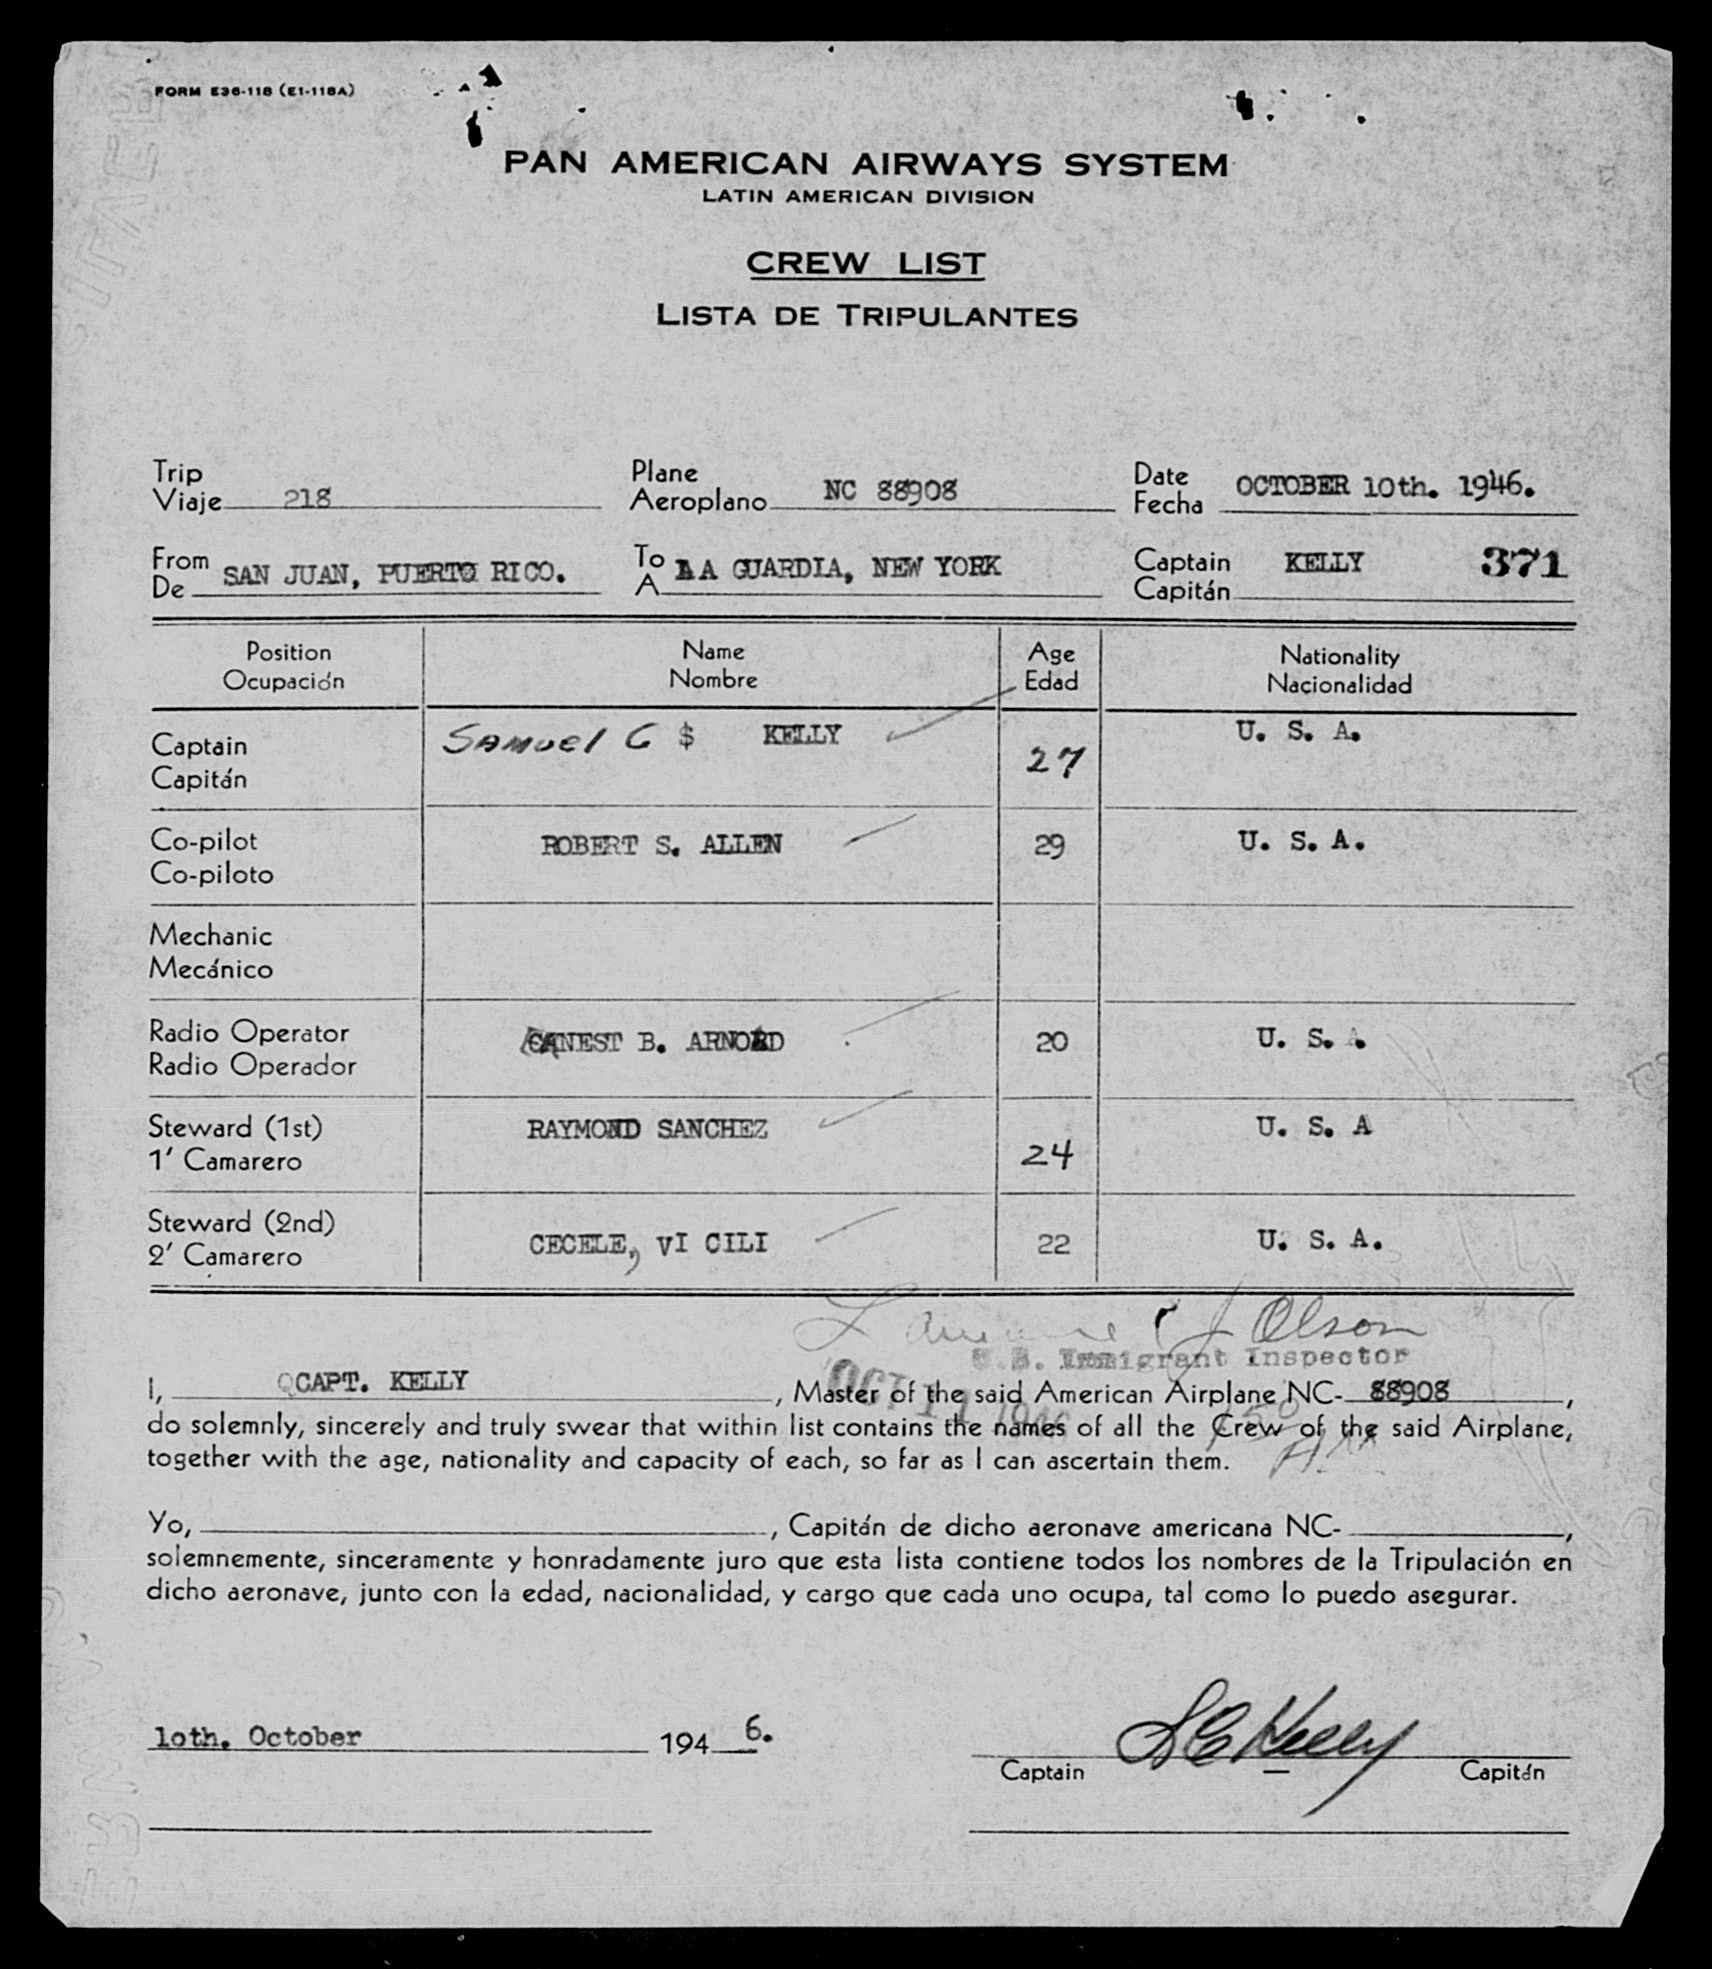 FORM E36-118 (E1-118A)
PAN AMERICAN AIRWAYS SYSTEM
LATIN AMERICAN DIVISION
CREW LIST
LISTA DE TRIPULANTES
Trip Plane Date
Viaje 218 Aeroplano NC 88908 Fecha OCTOBER 10th. 1946.
From To Captain KELLY 371
De SAN JUAN, PUERTO RICO. A LA GUARDIA, NEW YORK Capitán
Position Name Age Nationality
Ocupación Nombre Edad Nacionalidad
Captain Samuel C $ KELLY 27 U. S. A.
Capitán
Co-pilot ROBERT S. ALLEN 29 U. S. A.
Co-piloto
Mechanic
Mecánico
Radio Operator NEST B. ARNOLD 20 U. S. A.
Radio Operador
Steward (1st) RAYMOND SANCHEZ 24 U. S. A
1' Camarero
Steward (2nd) CECELE, VI CILI 22 U. S. A.
2' Camarero
J Olson
U.S. Immigrant Inspector
OCT 11 1946
I, CAPT. KELLY, Master of the said American Airplane NC- 88908,
do solemnly, sincerely and truly swear that within list contains the names of all the Crew of the said Airplane,
together with the age, nationality and capacity of each, so far as I can ascertain them.
Yo, , Capitán de dicho aeronave americana NC- ,
solemnemente, sinceramente y honradamente juro que esta lista contiene todos los nombres de la Tripulación en
dicho aeronave, junto con la edad, nacionalidad, y cargo que cada uno ocupa, tal como lo puedo asegurar.
10th. October 194 6. S C Kelly
Captain Capitán